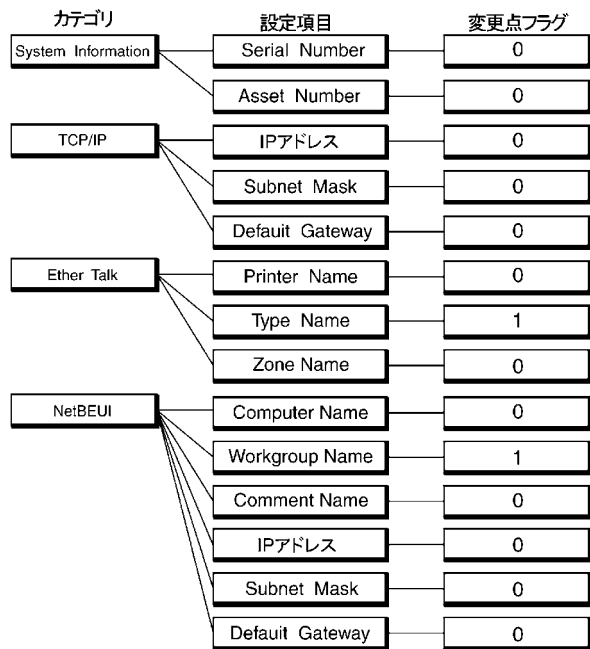 カテゴリ 設定項目 変更点フラグ
System Information Serial Number 0
Asset Number 0
TCP/IP IPアドレス 0
Subnet Mask 0
Defauit Gateway 0
Ether Talk Printer Name 0
Type Name 1
Zone Name 0
NetBEUI Computer Name 0
Workgroup Name 1
Comment Name 0
IPアドレス 0
Subnet Mask 0
Defauit Gateway 0